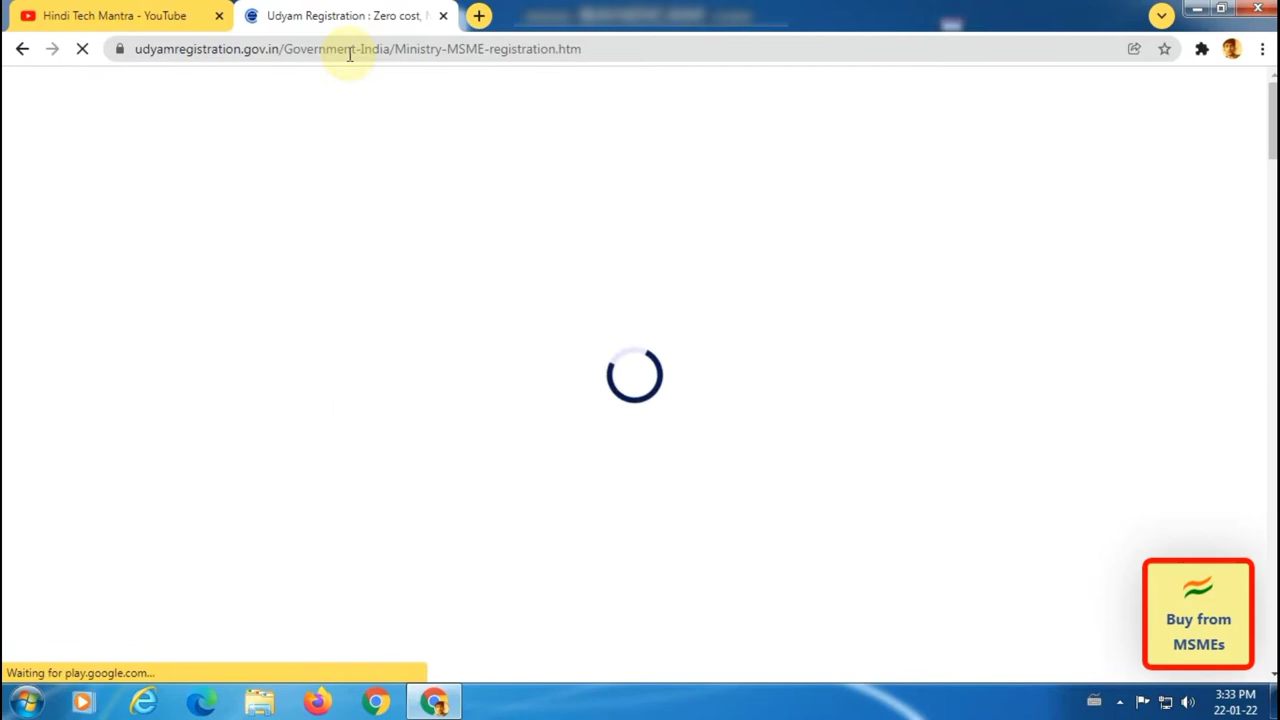 Hindi Tech Mantra - YouTube
Udyam Registration : Zero cost,
udyamregistration.gov.in/Government-India/Ministry-MSME-registration.htm
Buy from
MSMEs
Waiting for play.google.com...
3:33 PM
22-01-22